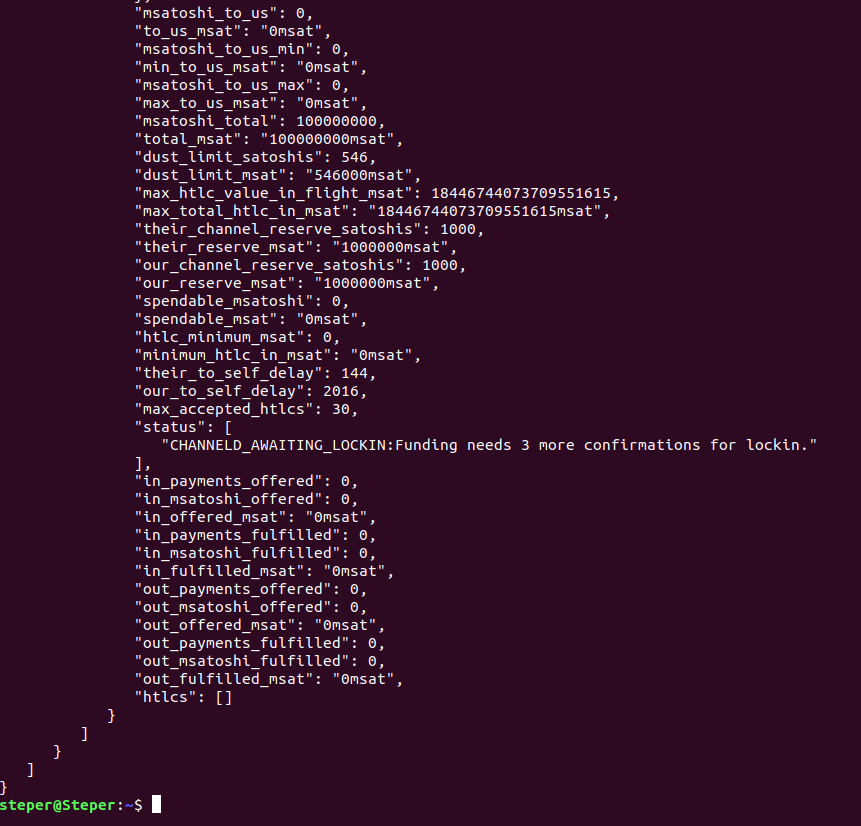 },
"msatoshi_to_us": 0,
"to_us_msat": "0msat",
"msatoshi_to_us_min": 0,
"min_to_us_msat": "0msat",
"msatoshi_to_us_max": 0,
"max_to_us_msat": "0msat",
"msatoshi_total": 100000000,
"total_msat": "100000000msat",
"dust_limit_satoshis": 546,
"dust_limit_msat": "546000msat",
"max_htlc_value_in_flight_msat": 18446744073709551615,
"max_total_htlc_in_msat": "18446744073709551615msat",
"their_channel_reserve_satoshis": 1000,
"their_reserve_msat": "1000000msat",
"our_channel_reserve_satoshis": 1000,
"our_reserve_msat": "1000000msat",
"spendable_msatoshi": 0,
"spendable_msat": "0msat",
"htlc_minimum_msat": 0,
"minimum_htlc_in_msat": "0msat",
"their_to_self_delay": 144,
"our_to_self_delay": 2016,
"max_accepted_htlcs": 30,
"status": [
"CHANNELD_AWAITING_LOCKIN:Funding needs 3 more confirmations for lockin."
],
"in_payments_offered": 0,
"in_msatoshi_offered": 0,
"in_offered_msat": "0msat",
"in_payments_fulfilled": 0,
"in_msatoshi_fulfilled": 0,
"in_fulfilled_msat": "0msat",
"out_payments_offered": 0,
"out_msatoshi_offered": 0,
"out_offered_msat": "0msat",
"out_payments_fulfilled": 0,
"out_msatoshi_fulfilled": 0,
"out_fulfilled_msat": "0msat",
"htlcs": []
}
]
}
]
}
steper@Steper:~$